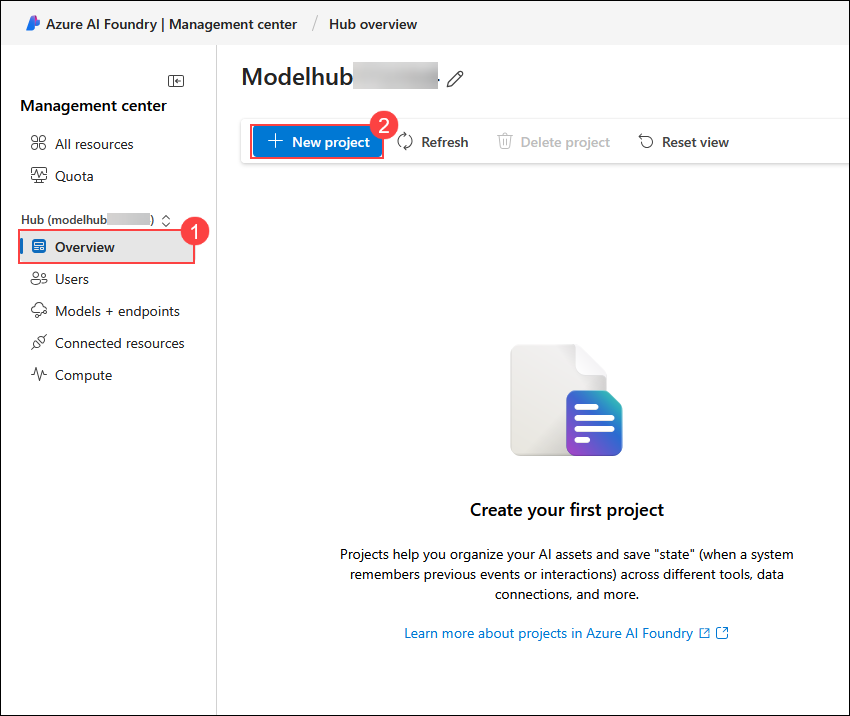 Azure AI Foundry | Management center / Hub overview
Management center
All resources
Quota
Hub (modelhub )
1
Overview
Users
Models + endpoints
Connected resources
Compute
Modelhub
2
New project
Refresh
Delete project
Reset view
Create your first project
Projects help you organize your AI assets and save "state" (when a system
remembers previous events or interactions) across different tools, data
connections, and more.
Learn more about projects in Azure AI Foundry